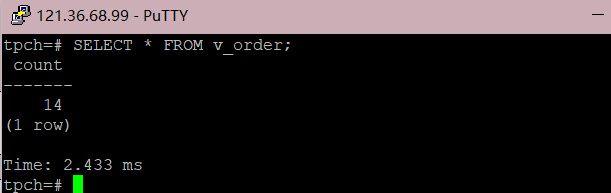 121.36.68.99 - PuTTY
tpch=# SELECT * FROM v_order;
 count
-------
    14
(1 row)

Time: 2.433 ms
tpch=#